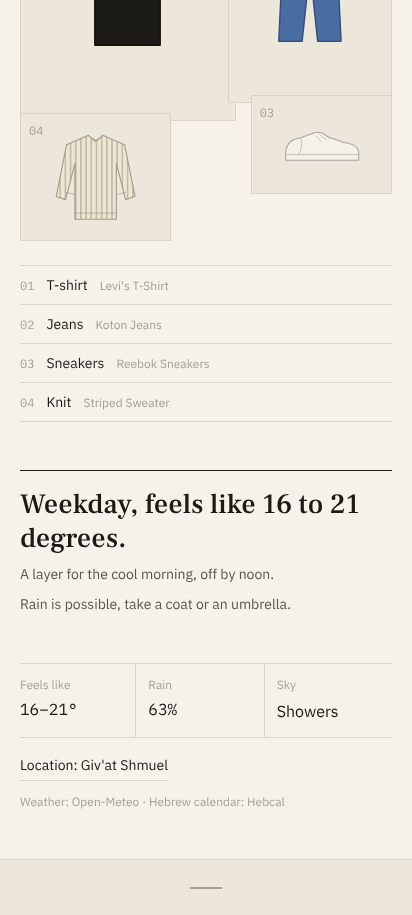 04
03
01 T-shirt Levi's T-Shirt
02 Jeans Koton Jeans
03 Sneakers Reebok Sneakers
04 Knit Striped Sweater
Weekday, feels like 16 to 21
degrees.
A layer for the cool morning, off by noon.
Rain is possible, take a coat or an umbrella.
Feels like Rain Sky
16–21° 63% Showers
Location: Giv'at Shmuel
Weather: Open-Meteo · Hebrew calendar: Hebcal